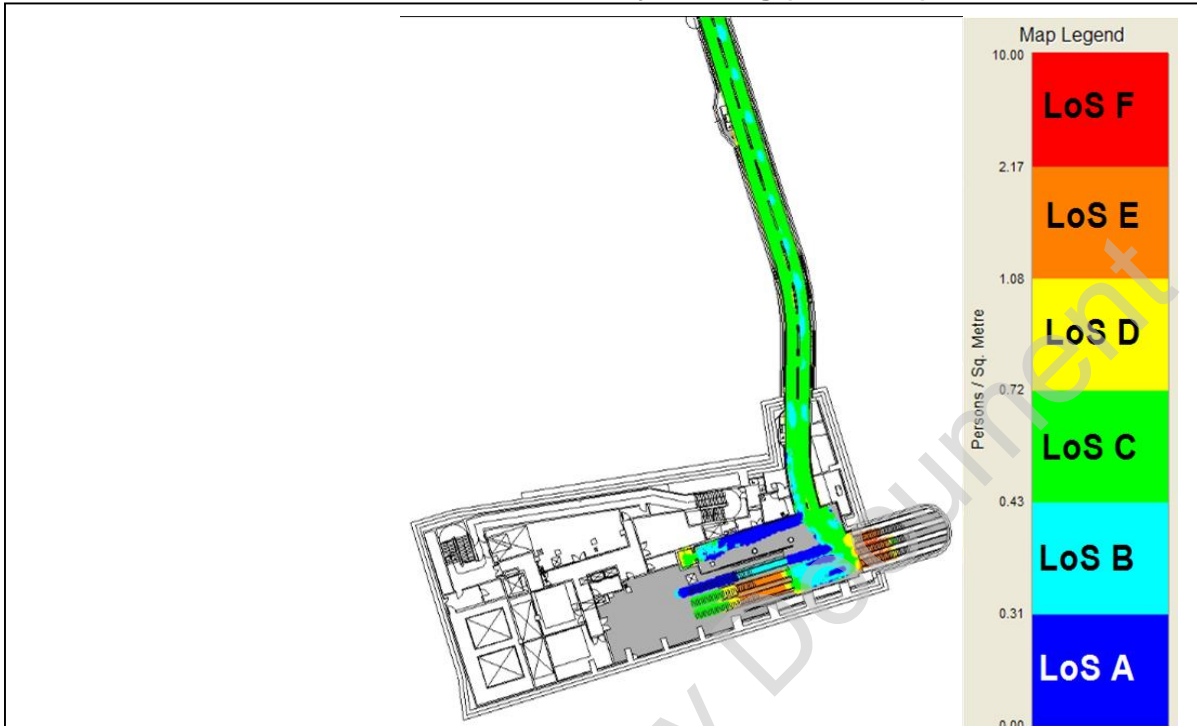 Map Legend
10.00
LoS F
2.17
LoS E
1.08
LoS D
0.72
LoS C
0.43
LoS B
0.31
LoS A
0.00
Persons / Sq. Metre
Document